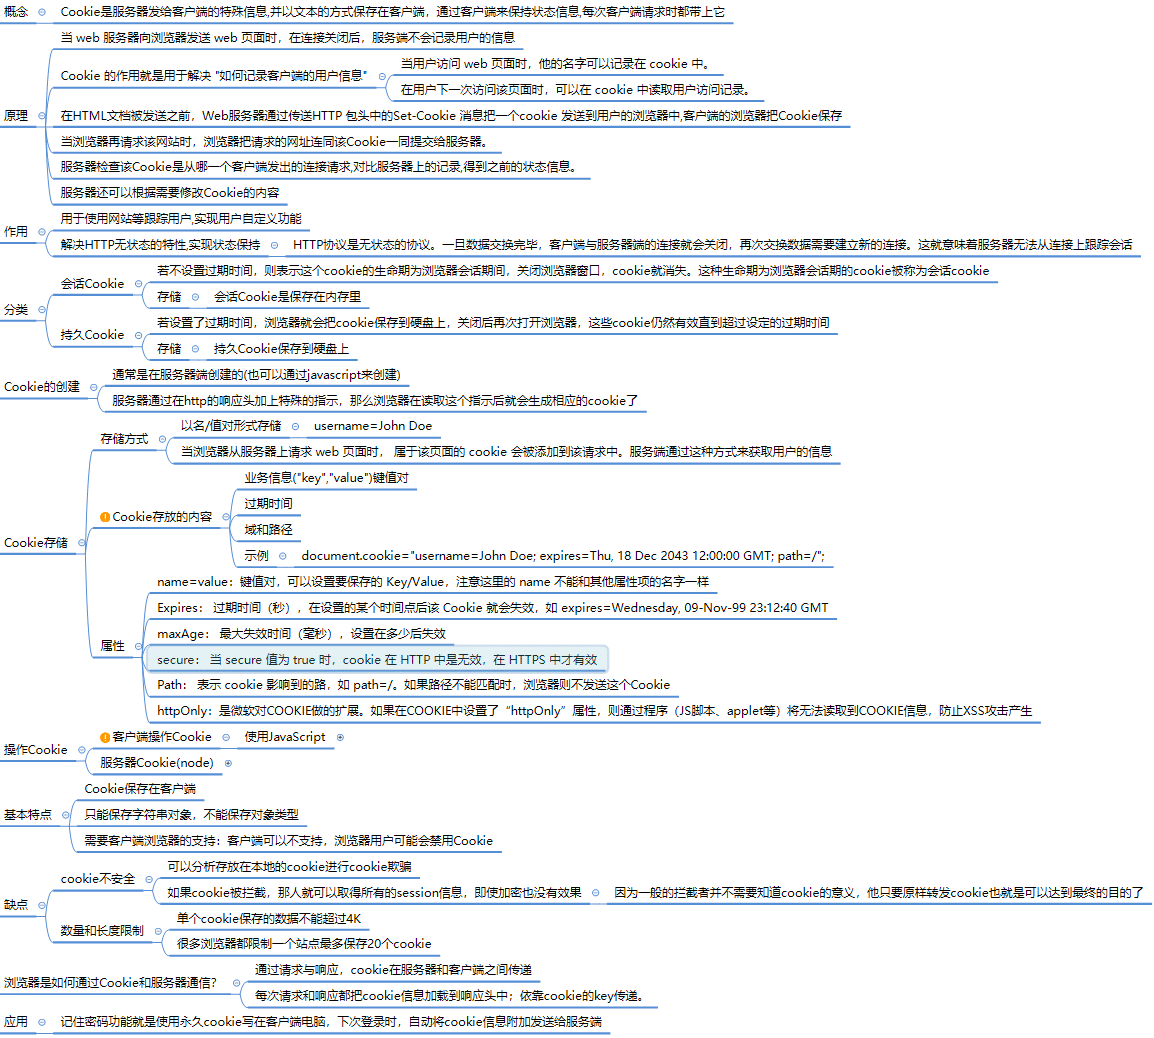 概念
Cookie是服务器发给客户端的特殊信息,并以文本的方式保存在客户端，通过客户端来保持状态信息,每次客户端请求时都带上它
原理
当 web 服务器向浏览器发送 web 页面时，在连接关闭后，服务端不会记录用户的信息
Cookie 的作用就是用于解决 "如何记录客户端的用户信息"
当用户访问 web 页面时，他的名字可以记录在 cookie 中。
在用户下一次访问该页面时，可以在 cookie 中读取用户访问记录。
在HTML文档被发送之前，Web服务器通过传送HTTP 包头中的Set-Cookie 消息把一个cookie 发送到用户的浏览器中,客户端的浏览器把Cookie保存
当浏览器再请求该网站时，浏览器把请求的网址连同该Cookie一同提交给服务器。
服务器检查该Cookie是从哪一个客户端发出的连接请求,对比服务器上的记录,得到之前的状态信息。
服务器还可以根据需要修改Cookie的内容
作用
用于使用网站等跟踪用户,实现用户自定义功能
解决HTTP无状态的特性,实现状态保持
HTTP协议是无状态的协议。一旦数据交换完毕，客户端与服务器端的连接就会关闭，再次交换数据需要建立新的连接。这就意味着服务器无法从连接上跟踪会话
分类
会话Cookie
若不设置过期时间，则表示这个cookie的生命期为浏览器会话期间，关闭浏览器窗口，cookie就消失。这种生命期为浏览器会话期的cookie被称为会话cookie
存储
会话Cookie是保存在内存里
持久Cookie
若设置了过期时间，浏览器就会把cookie保存到硬盘上，关闭后再次打开浏览器，这些cookie仍然有效直到超过设定的过期时间
存储
持久Cookie保存到硬盘上
Cookie的创建
通常是在服务器端创建的(也可以通过javascript来创建)
服务器通过在http的响应头加上特殊的指示，那么浏览器在读取这个指示后就会生成相应的cookie了
Cookie存储
存储方式
以名/值对形式存储
username=John Doe
当浏览器从服务器上请求 web 页面时， 属于该页面的 cookie 会被添加到该请求中。服务端通过这种方式来获取用户的信息
Cookie存放的内容
业务信息("key","value")键值对
过期时间
域和路径
示例
document.cookie="username=John Doe; expires=Thu, 18 Dec 2043 12:00:00 GMT; path=/";
属性
name=value：键值对，可以设置要保存的 Key/Value，注意这里的 name 不能和其他属性项的名字一样
Expires： 过期时间（秒），在设置的某个时间点后该 Cookie 就会失效，如 expires=Wednesday, 09-Nov-99 23:12:40 GMT
maxAge： 最大失效时间（毫秒），设置在多少后失效
secure： 当 secure 值为 true 时，cookie 在 HTTP 中是无效，在 HTTPS 中才有效
Path： 表示 cookie 影响到的路，如 path=/。如果路径不能匹配时，浏览器则不发送这个Cookie
httpOnly：是微软对COOKIE做的扩展。如果在COOKIE中设置了“httpOnly”属性，则通过程序（JS脚本、applet等）将无法读取到COOKIE信息，防止XSS攻击产生
操作Cookie
客户端操作Cookie
使用JavaScript
服务器Cookie(node)
基本特点
Cookie保存在客户端
只能保存字符串对象，不能保存对象类型
需要客户端浏览器的支持：客户端可以不支持，浏览器用户可能会禁用Cookie
缺点
cookie不安全
可以分析存放在本地的cookie进行cookie欺骗
如果cookie被拦截，那人就可以取得所有的session信息，即使加密也没有效果
因为一般的拦截者并不需要知道cookie的意义，他只要原样转发cookie也就是可以达到最终的目的了
数量和长度限制
单个cookie保存的数据不能超过4K
很多浏览器都限制一个站点最多保存20个cookie
浏览器是如何通过Cookie和服务器通信?
通过请求与响应，cookie在服务器和客户端之间传递
每次请求和响应都把cookie信息加载到响应头中；依靠cookie的key传递。
应用
记住密码功能就是使用永久cookie写在客户端电脑，下次登录时，自动将cookie信息附加发送给服务端